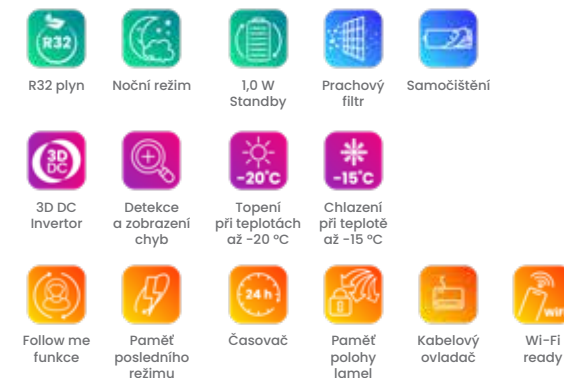 R32
R32 plyn
Noční režim
1,0 W
Standby
Prachový
filtr
Samočištění
3D
DC
3D DC
Invertor
Detekce
a zobrazení
chyb
-20°C
Topení
při teplotách
až -20 °C
-15°C
Chlazení
při teplotě
až -15 °C
Follow me
funkce
Paměť
posledního
režimu
24 h
Časovač
Paměť
polohy
lamel
Kabelový
ovladač
Wi-Fi
ready